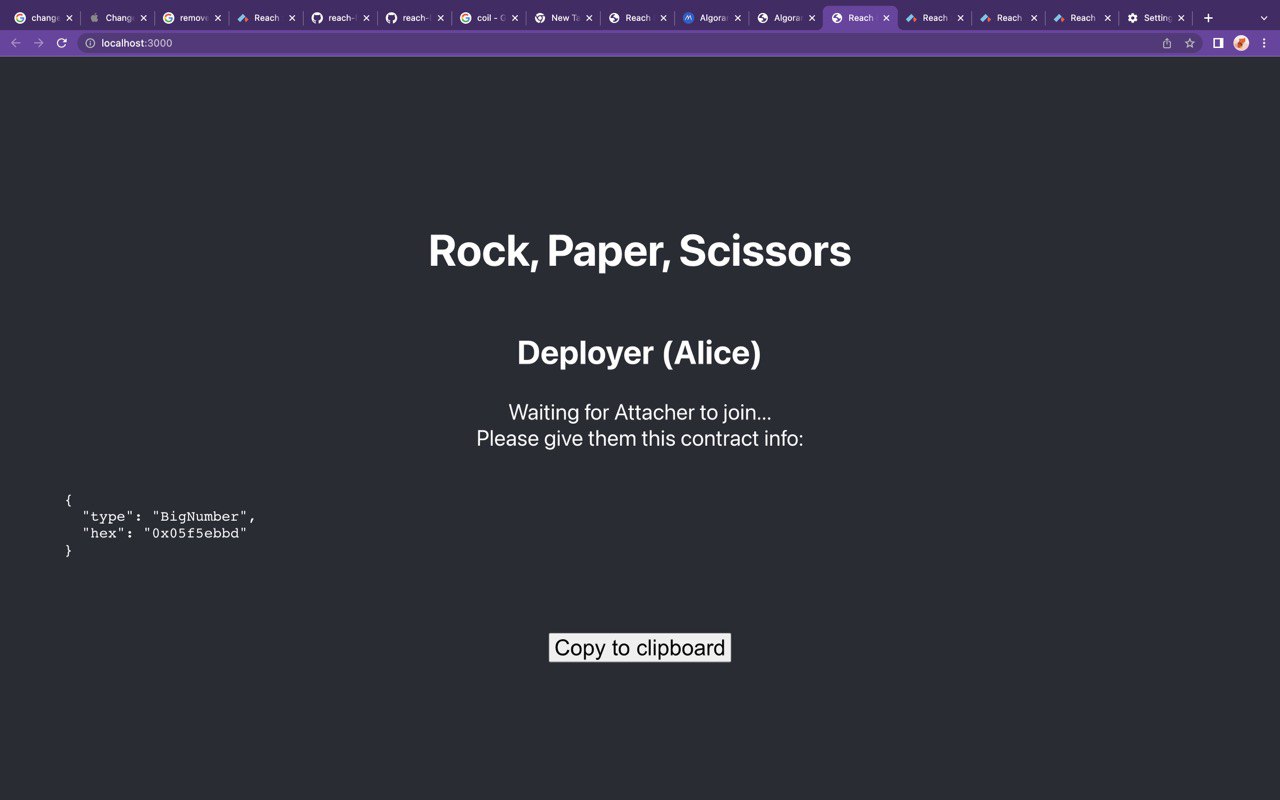 change
Change
remove
Reach
reach-l
reach-l
coil - G
New Ta
Reach
Algoran
Algoran
Reach
Reach
Reach
Reach
Setting
localhost:3000
Rock, Paper, Scissors
Deployer (Alice)
Waiting for Attacher to join...
Please give them this contract info:
{
"type": "BigNumber",
"hex": "0x05f5ebbd"
}
Copy to clipboard